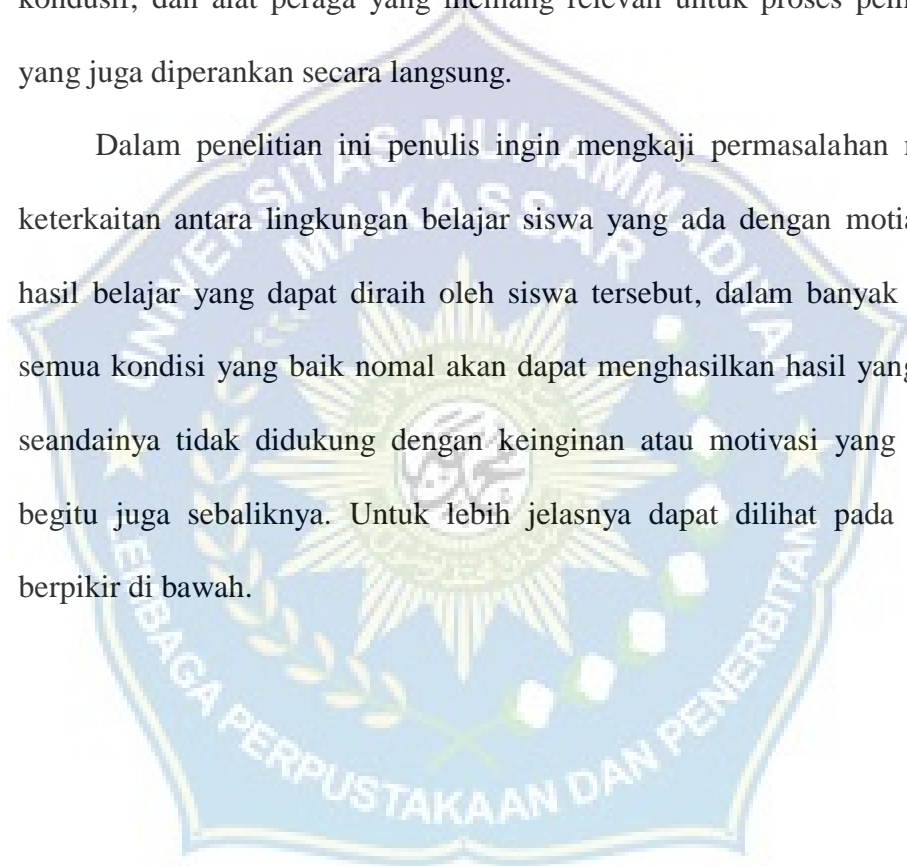 kondusif, dan alat peraga yang memang relevan untuk proses
yang juga diperankan secara langsung.
Dalam penelitian ini penulis ingin mengkaji permasalahan
keterkaitan antara lingkungan belajar siswa yang ada dengan
hasil belajar yang dapat diraih oleh siswa tersebut, dalam banyak
semua kondisi yang baik nomal akan dapat menghasilkan hasil yang
seandainya tidak didukung dengan keinginan atau motivasi yang
begitu juga sebaliknya. Untuk lebih jelasnya dapat dilihat pada
berpikir di bawah.
UNIVERSITAS MUHAMMADIYAH
MAKASSAR
LEMBAGA PERPUSTAKAAN DAN PENERBITAN